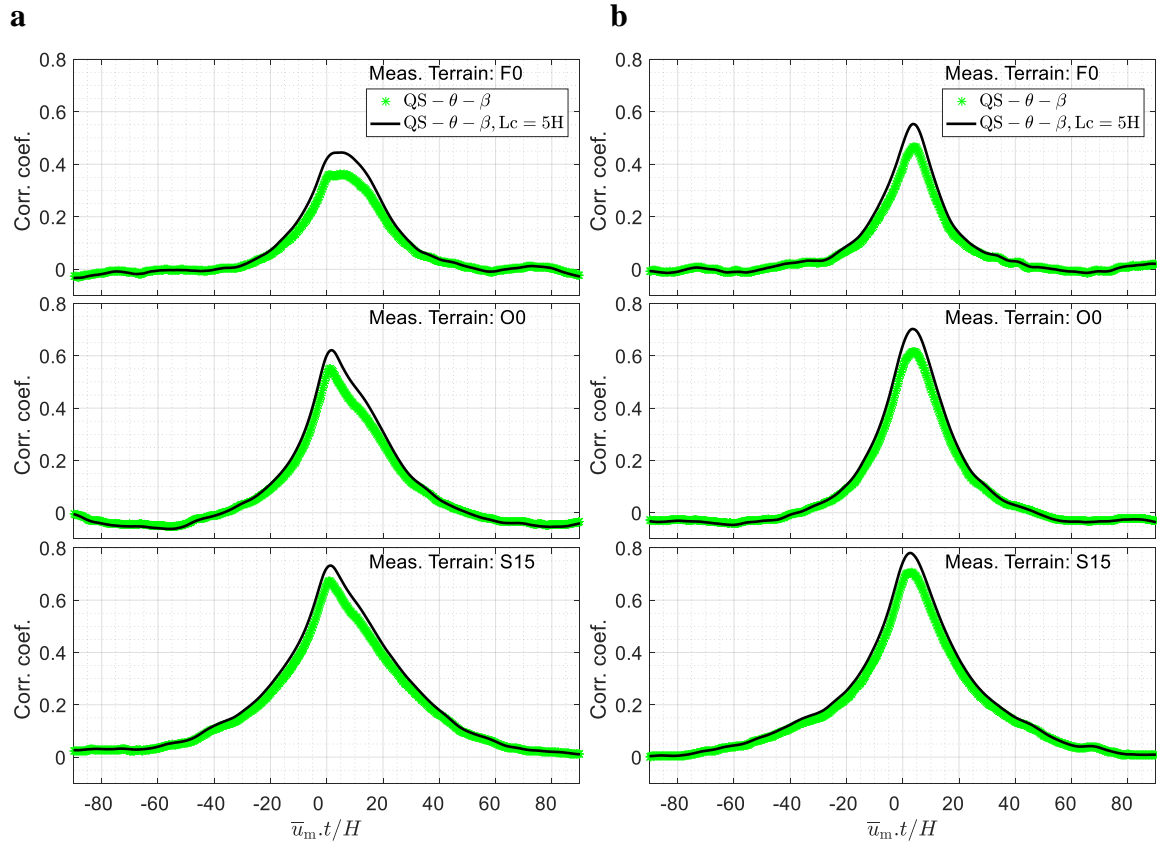 a
b
Meas. Terrain: F0
QS − θ − β
QS − θ − β, Lc = 5H
Corr. coef.
0.8
0.6
0.4
0.2
0
Meas. Terrain: F0
QS − θ − β
QS − θ − β, Lc = 5H
Corr. coef.
0.8
0.6
0.4
0.2
0
Meas. Terrain: O0
Corr. coef.
0.8
0.6
0.4
0.2
0
Meas. Terrain: O0
Corr. coef.
0.8
0.6
0.4
0.2
0
Meas. Terrain: S15
Corr. coef.
0.8
0.6
0.4
0.2
0
-80 -60 -40 -20 0 20 40 60 80
u̅m.t/H
Meas. Terrain: S15
Corr. coef.
0.8
0.6
0.4
0.2
0
-80 -60 -40 -20 0 20 40 60 80
u̅m.t/H